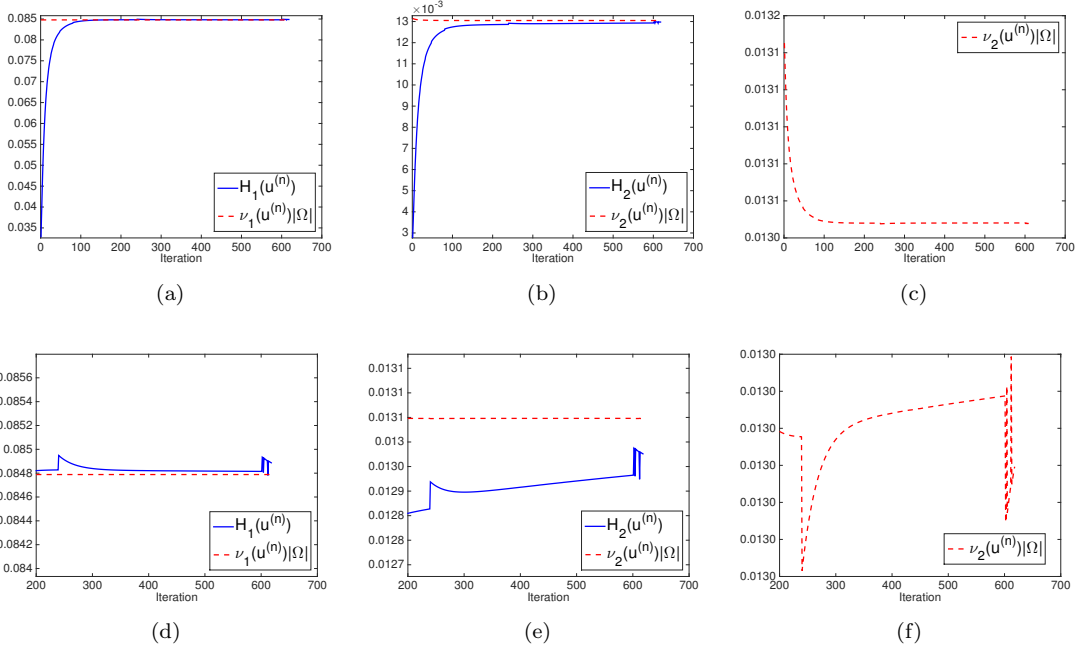 0.085
0.08
0.075
0.07
0.065
0.06
0.055
0.05
0.045
0.04
0.035
0 100 200 300 400 500 600 700
Iteration
H₁(u⁽ⁿ⁾)
ν₁(u⁽ⁿ⁾)|Ω|
(a)
×10⁻³
13
12
11
10
9
8
7
6
5
4
3
0 100 200 300 400 500 600 700
Iteration
H₂(u⁽ⁿ⁾)
ν₂(u⁽ⁿ⁾)|Ω|
(b)
0.0132
0.0131
0.0131
0.0131
0.0131
0.0131
0.0130
0 100 200 300 400 500 600 700
Iteration
ν₂(u⁽ⁿ⁾)|Ω|
(c)
0.0856
0.0854
0.0852
0.085
0.0848
0.0846
0.0844
0.0842
0.084
200 300 400 500 600 700
Iteration
H₁(u⁽ⁿ⁾)
ν₁(u⁽ⁿ⁾)|Ω|
(d)
0.0131
0.0131
0.0131
0.013
0.0130
0.0129
0.0128
0.0128
0.0127
0.0127
200 300 400 500 600 700
Iteration
H₂(u⁽ⁿ⁾)
ν₂(u⁽ⁿ⁾)|Ω|
(e)
0.0130
0.0130
0.0130
0.0130
0.0130
0.0130
0.0130
200 300 400 500 600 700
Iteration
ν₂(u⁽ⁿ⁾)|Ω|
(f)